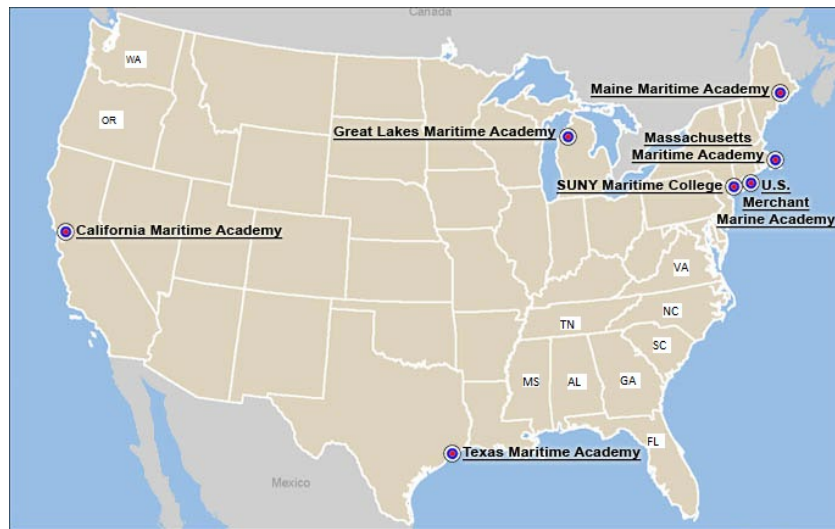 Canada
WA
Maine Maritime Academy
OR
Great Lakes Maritime Academy
Massachusetts
Maritime Academy
SUNY Maritime College
U.S.
Merchant
Marine Academy
California Maritime Academy
VA
NC
TN
SC
MS
AL
GA
FL
Texas Maritime Academy
Mexico